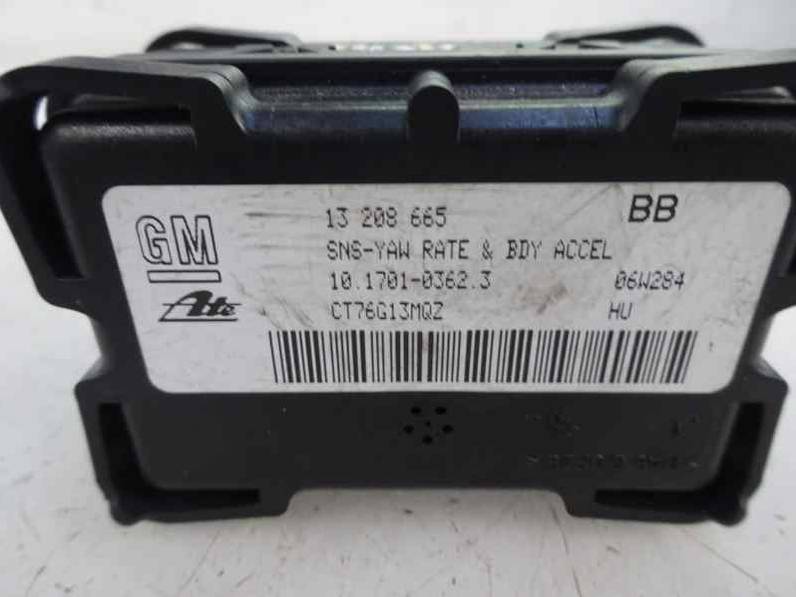 GM
Ate
13 208 665 BB
SNS-YAW RATE & BDY ACCEL
10.1701-0362.3 06W284
CT76G13MQZ HU